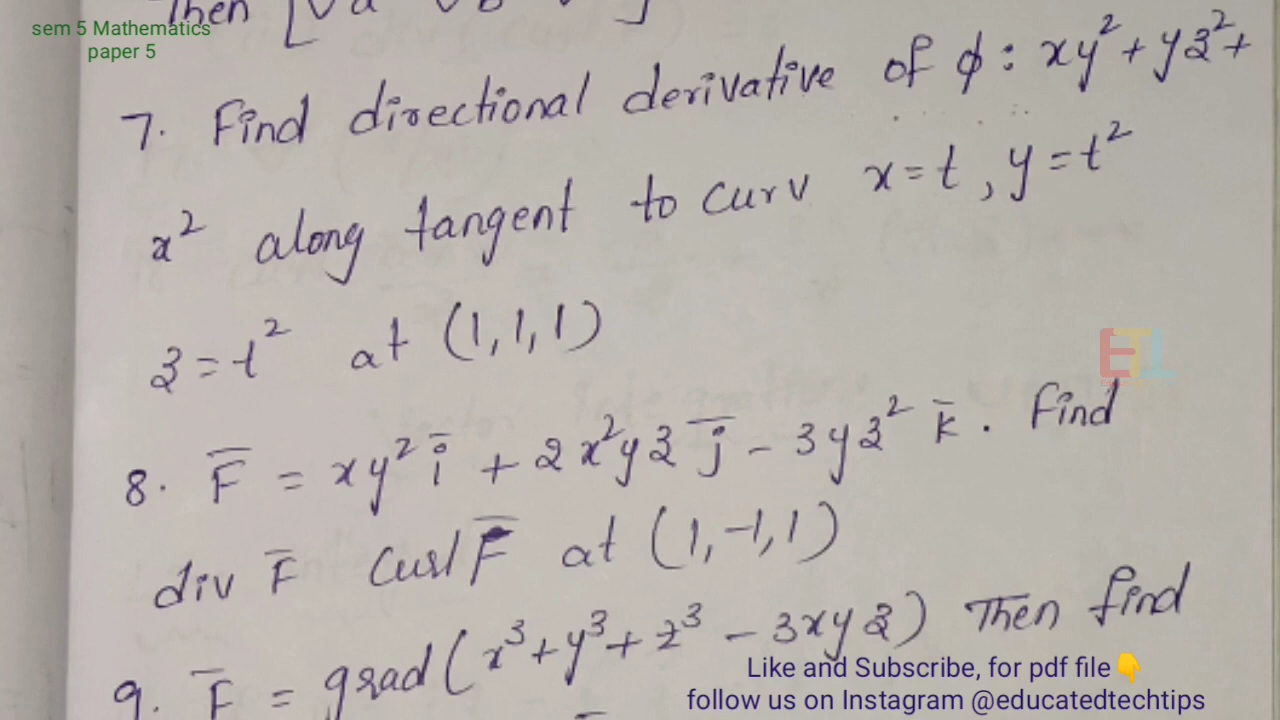 Then [∇a ∇b
sem 5 Mathematics
paper 5
7. Find directional derivative of ϕ: xy²+yz²+
x² along tangent to curv x=t, y=t²
z=t² at (1,1,1)
8. F̅ = xy² i̅ + 2x²yz j̅ - 3yz² k̅. Find
div F̅ Curl F̅ at (1,-1,1)
9. F̅ = grad(x³+y³+z³ - 3xyz) Then find
ETL
Like and Subscribe, for pdf file👇
follow us on Instagram @educatedtechtips